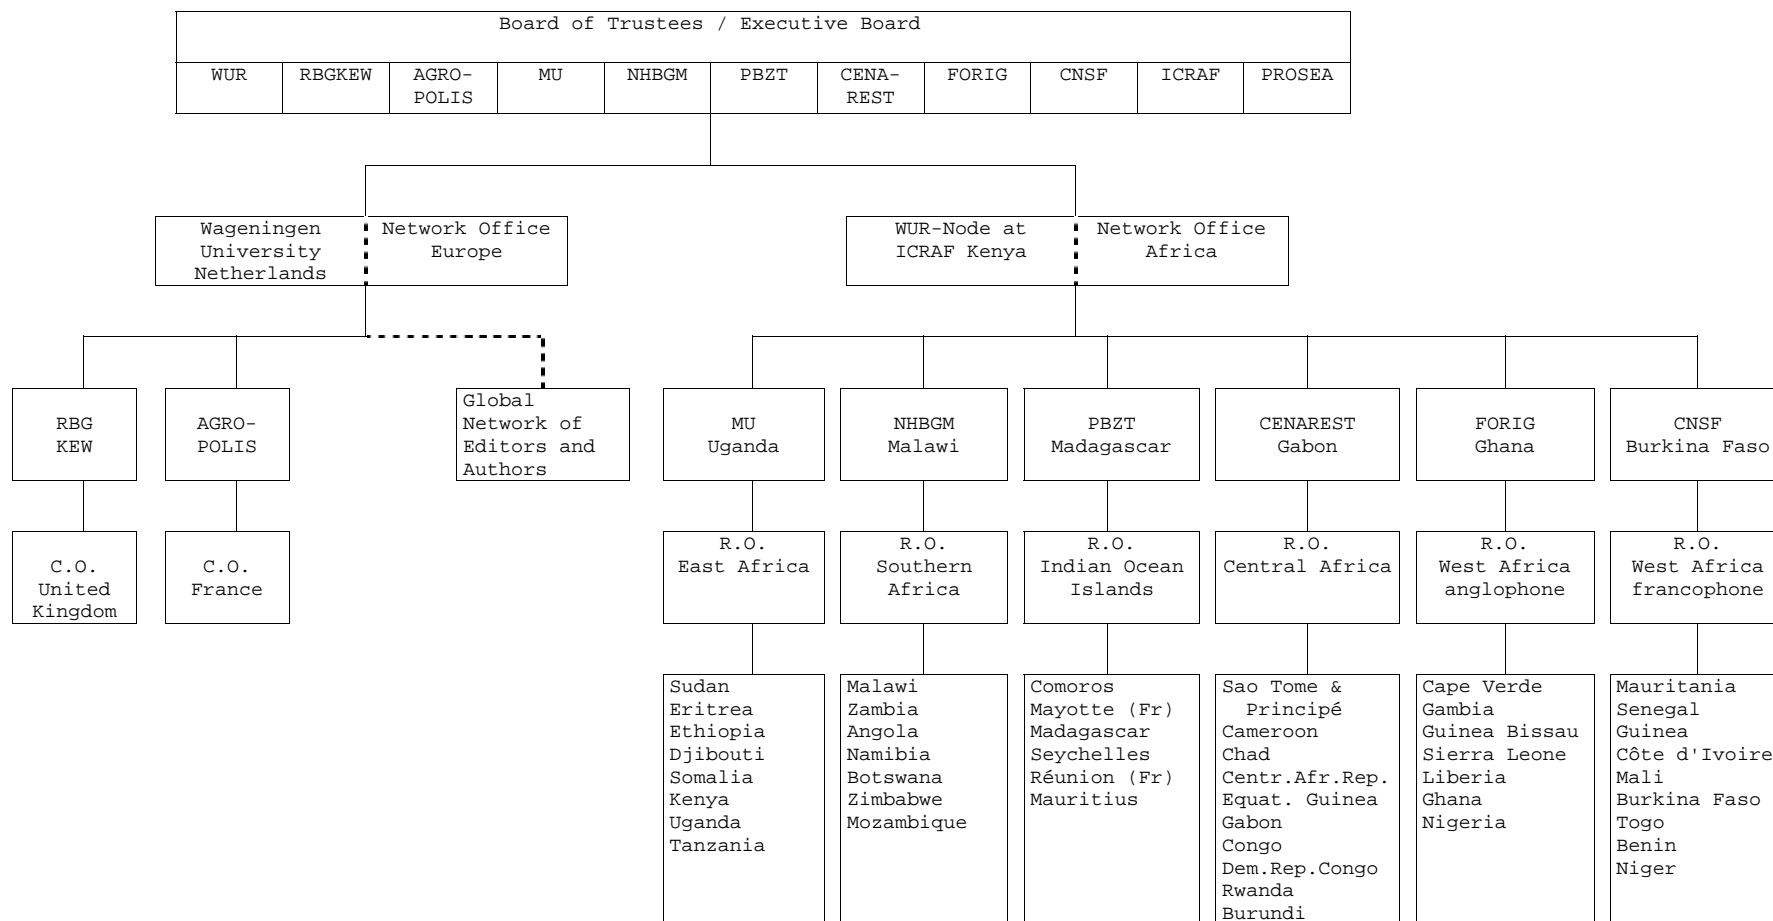 Board of Trustees / Executive Board
WUR
RBGKEW
AGRO-
POLIS
MU
NHBGM
PBZT
CENA-
REST
FORIG
CNSF
ICRAF
PROSEA
Wageningen
University
Netherlands
Network Office
Europe
WUR-Node at
ICRAF Kenya
Network Office
Africa
RBG
KEW
AGRO-
POLIS
Global
Network of
Editors and
Authors
MU
Uganda
NHBGM
Malawi
PBZT
Madagascar
CENAREST
Gabon
FORIG
Ghana
CNSF
Burkina Faso
C.O.
United
Kingdom
C.O.
France
R.O.
East Africa
R.O.
Southern
Africa
R.O.
Indian Ocean
Islands
R.O.
Central Africa
R.O.
West Africa
anglophone
R.O.
West Africa
francophone
Sudan
Eritrea
Ethiopia
Djibouti
Somalia
Kenya
Uganda
Tanzania
Malawi
Zambia
Angola
Namibia
Botswana
Zimbabwe
Mozambique
Comoros
Mayotte (Fr)
Madagascar
Seychelles
Réunion (Fr)
Mauritius
Sao Tome &
Principé
Cameroon
Chad
Centr.Afr.Rep.
Equat. Guinea
Gabon
Congo
Dem.Rep.Congo
Rwanda
Burundi
Cape Verde
Gambia
Guinea Bissau
Sierra Leone
Liberia
Ghana
Nigeria
Mauritania
Senegal
Guinea
Côte d'Ivoire
Mali
Burkina Faso
Togo
Benin
Niger